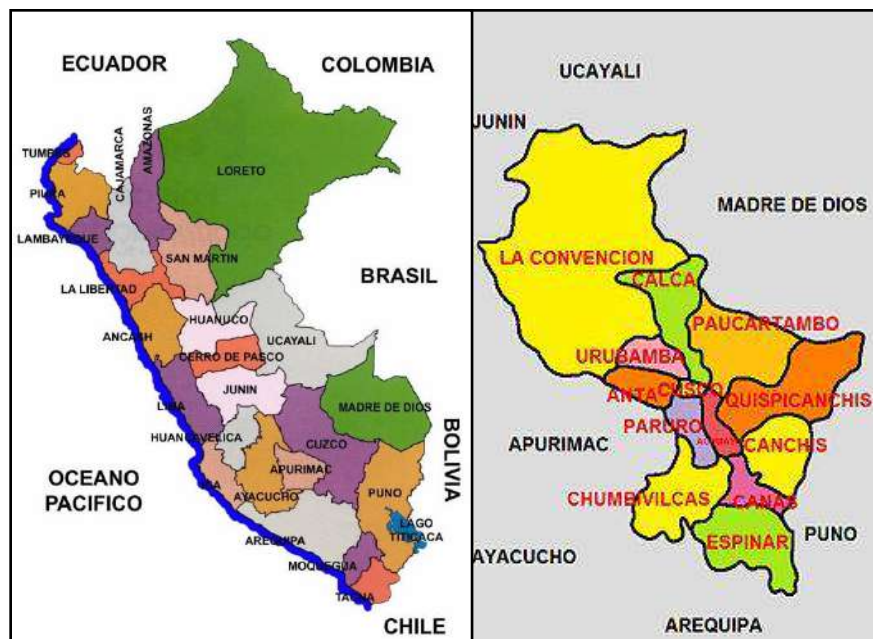 ECUADOR
COLOMBIA
TUMBES
CAJAMARCA
AMAZONAS
LORETO
PIURA
LAMBAYEQUE
SAN MARTIN
BRASIL
LA LIBERTAD
HUANUCO
ANCASH
UCAYALI
CERRO DE PASCO
JUNIN
LIMA
MADRE DE DIOS
HUANCAVELICA
CUZCO
BOLIVIA
OCEANO
PACIFICO
APURIMAC
ICA
AYACUCHO
PUNO
LAGO
TITICACA
AREQUIPA
MOQUEGUA
TACNA
CHILE
UCAYALI
JUNIN
MADRE DE DIOS
LA CONVENCION
CALCA
PAUCARTAMBO
URUBAMBA
ANTA
CUSCO
QUISPICANCHIS
PARURO
APURIMAC
CANCHIS
CHUMBIVILCAS
CANAS
ESPINAR
PUNO
AYACUCHO
AREQUIPA